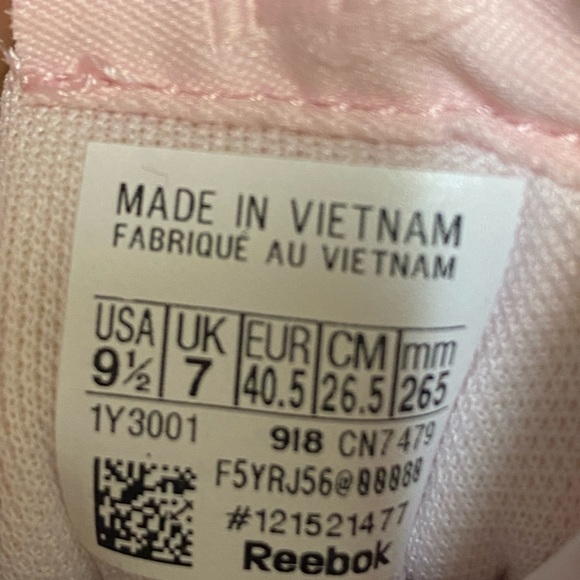 MADE IN VIETNAM
FABRIQUÉ AU VIETNAM
USA UK EUR CM mm
9½ 7 40.5 26.5 265
1Y3001 918 CN7479
F5YRJ56@00000
#121521477
Reebok